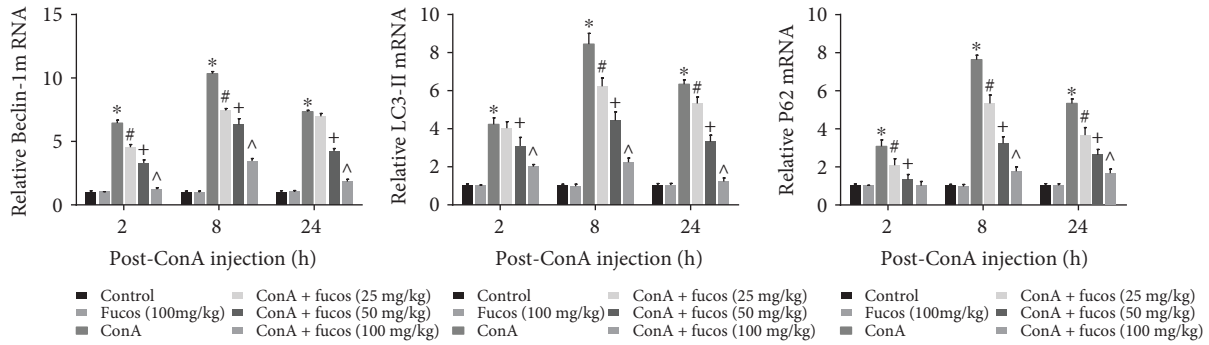 Relative Beclin-1m RNA
15
10
5
0
*
#
+
^
*
#
+
^
*
+
^
2
8
24
Post-ConA injection (h)
Control
Fucos (100mg/kg)
ConA
ConA + fucos (25 mg/kg)
ConA + fucos (50 mg/kg)
ConA + fucos (100 mg/kg)
Relative LC3-II mRNA
10
8
6
4
2
0
*
+
^
*
#
+
^
*
#
+
^
2
8
24
Post-ConA injection (h)
Control
Fucos (100 mg/kg)
ConA
ConA + fucos (25 mg/kg)
ConA + fucos (50 mg/kg)
ConA + fucos (100 mg/kg)
Relative P62 mRNA
10
8
6
4
2
0
*
#
+
*
#
+
^
*
#
+
^
2
8
24
Post-ConA injection (h)
Control
Fucos (100mg/kg)
ConA
ConA + fucos (25 mg/kg)
ConA + fucos (50 mg/kg)
ConA + fucos (100 mg/kg)